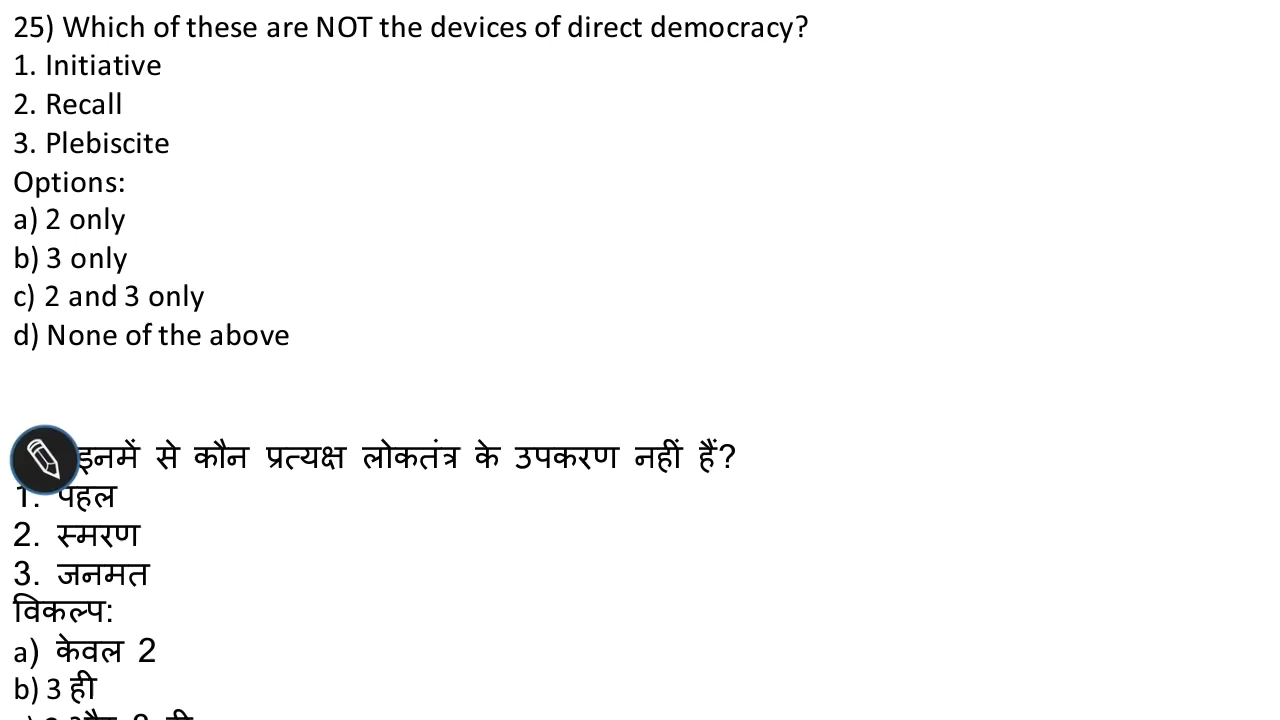 25) Which of these are NOT the devices of direct democracy?
1. Initiative
2. Recall
3. Plebiscite
Options:
a) 2 only
b) 3 only
c) 2 and 3 only
d) None of the above
इनमें से कौन प्रत्यक्ष लोकतंत्र के उपकरण नहीं हैं?
1. पहल
2. स्मरण
3. जनमत
विकल्प:
a) केवल 2
b) 3 ही